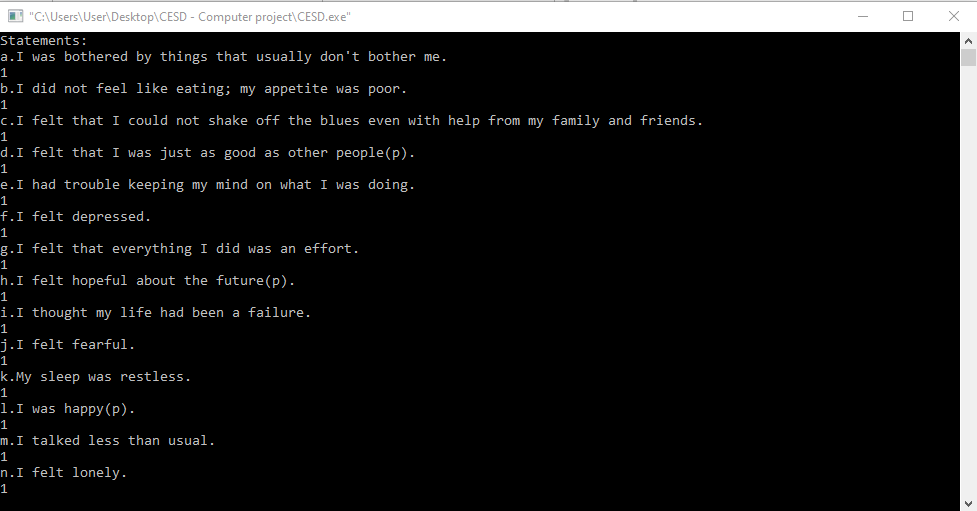 "C:\Users\User\Desktop\CESD - Computer project\CESD.exe"
Statements:
a.I was bothered by things that usually don't bother me.
1
b.I did not feel like eating; my appetite was poor.
1
c.I felt that I could not shake off the blues even with help from my family and friends.
1
d.I felt that I was just as good as other people(p).
1
e.I had trouble keeping my mind on what I was doing.
1
f.I felt depressed.
1
g.I felt that everything I did was an effort.
1
h.I felt hopeful about the future(p).
1
i.I thought my life had been a failure.
1
j.I felt fearful.
1
k.My sleep was restless.
1
l.I was happy(p).
1
m.I talked less than usual.
1
n.I felt lonely.
1